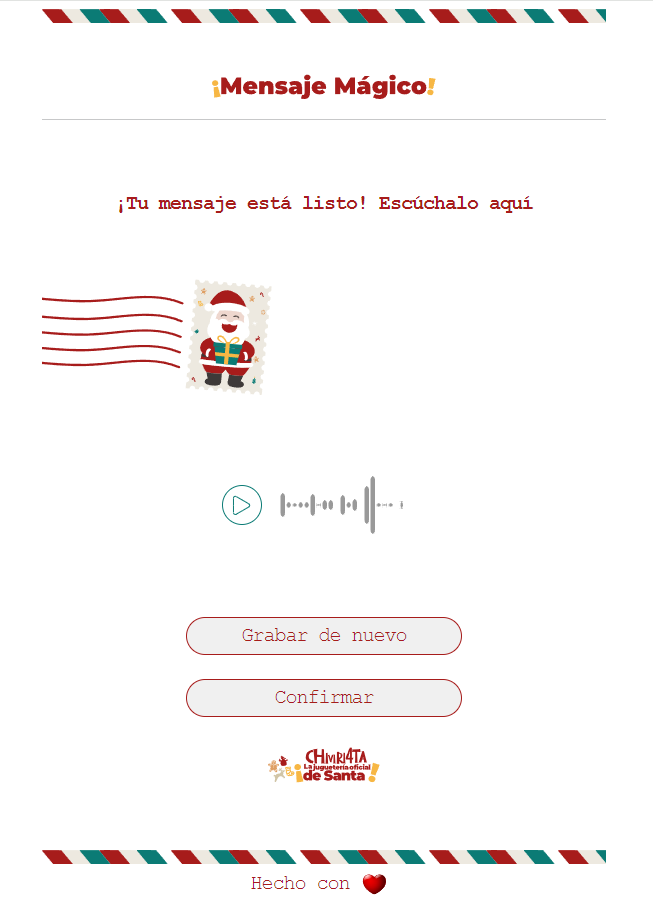 ¡Mensaje Mágico!
¡Tu mensaje está listo! Escúchalo aquí
Grabar de nuevo
Confirmar
CHIMRI4TA
¡La juguetería oficial
de Santa!
Hecho con